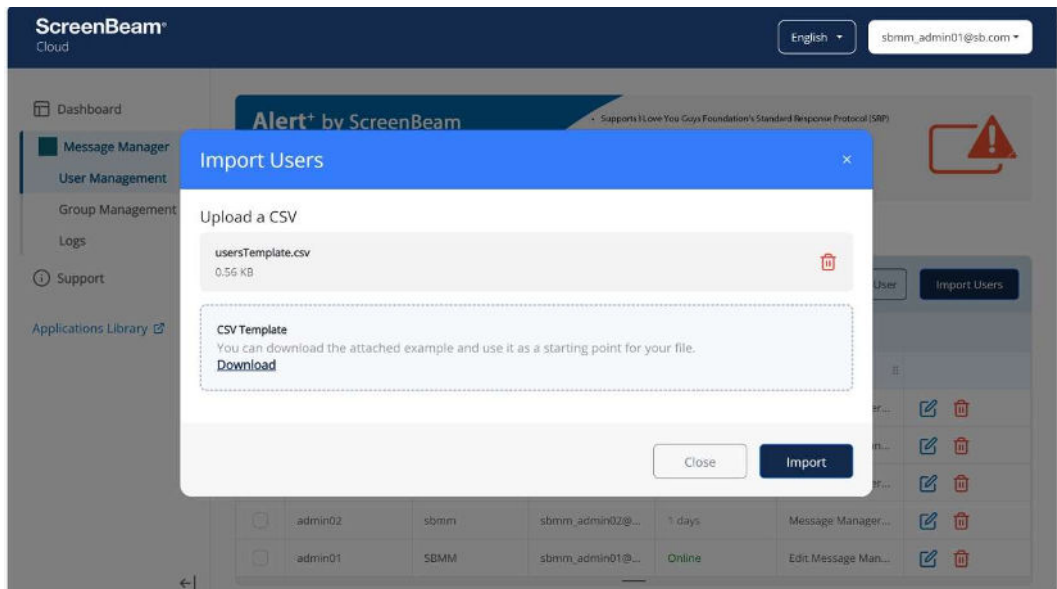 ScreenBeam
Cloud
English
sbmm_admin01@sb.com
Dashboard
Message Manager
User Management
Group Management
Logs
Support
Applications Library
Alert+ by ScreenBeam
• Supports I Love You Guys Foundation's Standard Response Protocol (SRP)
Import Users
×
Upload a CSV
usersTemplate.csv
0.56 KB
CSV Template
You can download the attached example and use it as a starting point for your file.
Download
Close
Import
User
Import Users
er...
an...
er...
admin02 sbmm sbmm_admin02@... 1 days Message Manager...
admin01 SBMM sbmm_admin01@... Online Edit Message Man...